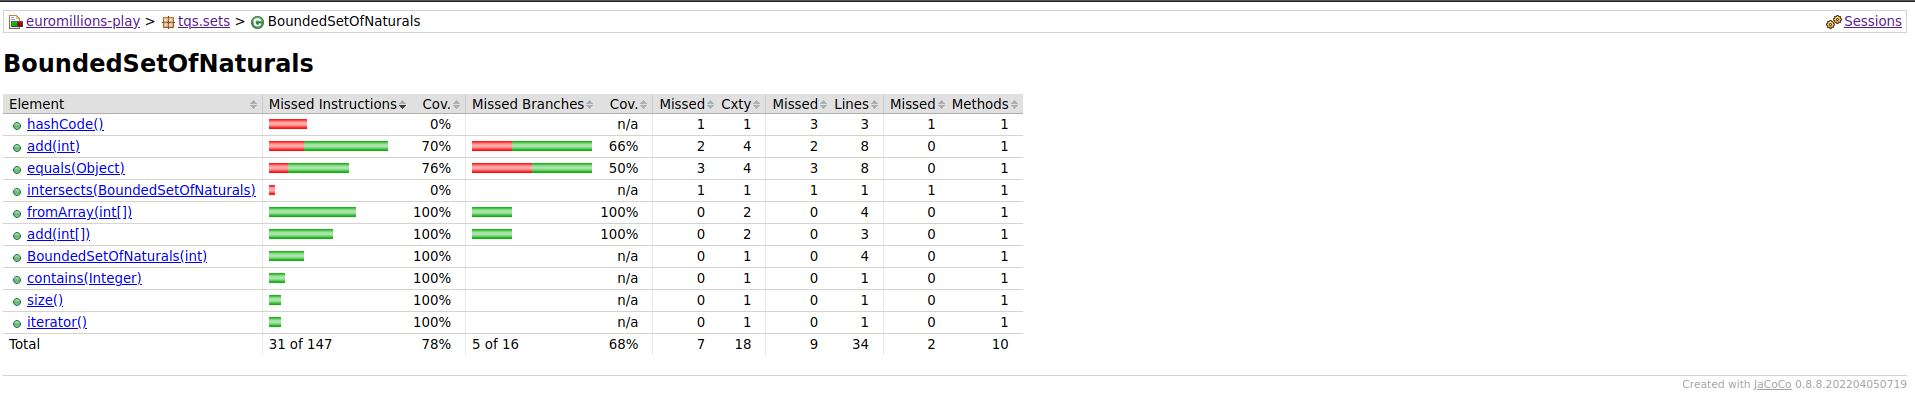 euromillions-play > tqs.sets > BoundedSetOfNaturals Sessions
BoundedSetOfNaturals
Element Missed Instructions Cov. Missed Branches Cov. Missed Cxty Missed Lines Missed Methods
hashCode() 0% n/a 1 1 3 3 1 1
add(int) 70% 66% 2 4 2 8 0 1
equals(Object) 76% 50% 3 4 3 8 0 1
intersects(BoundedSetOfNaturals) 0% n/a 1 1 1 1 1 1
fromArray(int[]) 100% 100% 0 2 0 4 0 1
add(int[]) 100% 100% 0 2 0 3 0 1
BoundedSetOfNaturals(int) 100% n/a 0 1 0 4 0 1
contains(Integer) 100% n/a 0 1 0 1 0 1
size() 100% n/a 0 1 0 1 0 1
iterator() 100% n/a 0 1 0 1 0 1
Total 31 of 147 78% 5 of 16 68% 7 18 9 34 2 10
Created with JaCoCo 0.8.8.202204050719